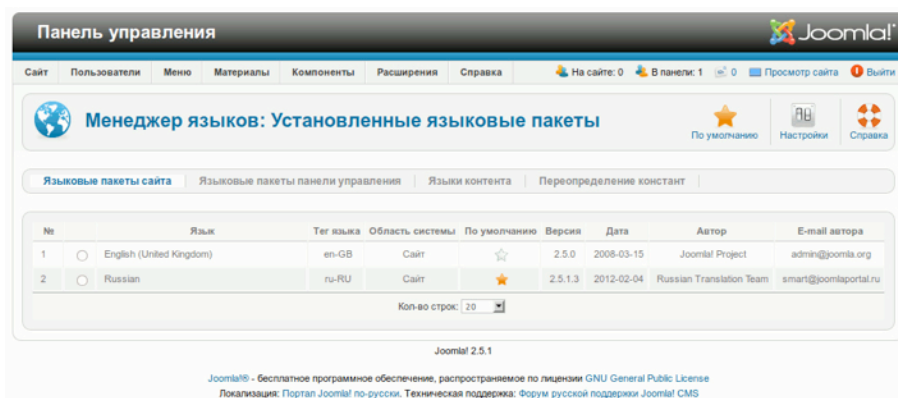 Панель управления Joomla!
Сайт Пользователи Меню Материалы Компоненты Расширения Справка На сайте: 0 В панели: 1 0 Просмотр сайта Выйти
Менеджер языков: Установленные языковые пакеты По умолчанию Настройки Справка
Языковые пакеты сайта Языковые пакеты панели управления Языки контента Переопределение констант
№ Язык Тег языка Область системы По умолчанию Версия Дата Автор E-mail автора
1 English (United Kingdom) en-GB Сайт 2.5.0 2008-03-15 Joomla! Project admin@joomla.org
2 Russian ru-RU Сайт 2.5.1.3 2012-02-04 Russian Translation Team smart@joomlaportal.ru
Кол-во строк: 20
Joomla! 2.5.1
Joomla!® - бесплатное программное обеспечение, распространяемое по лицензии GNU General Public License
Локализация: Портал Joomla! по-русски. Техническая поддержка: Форум русской поддержки Joomla! CMS